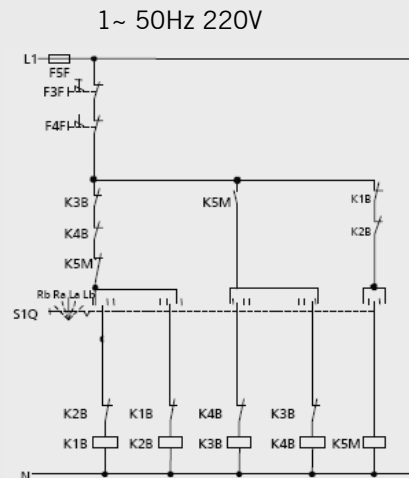 1~ 50Hz 220V
L1
F5F
F3F
F4F
K3B K5M K1B
K4B K2B
K5M
Rb Ra La Lb
S1Q
K2B K1B K4B K3B
K1B K2B K3B K4B K5M
N